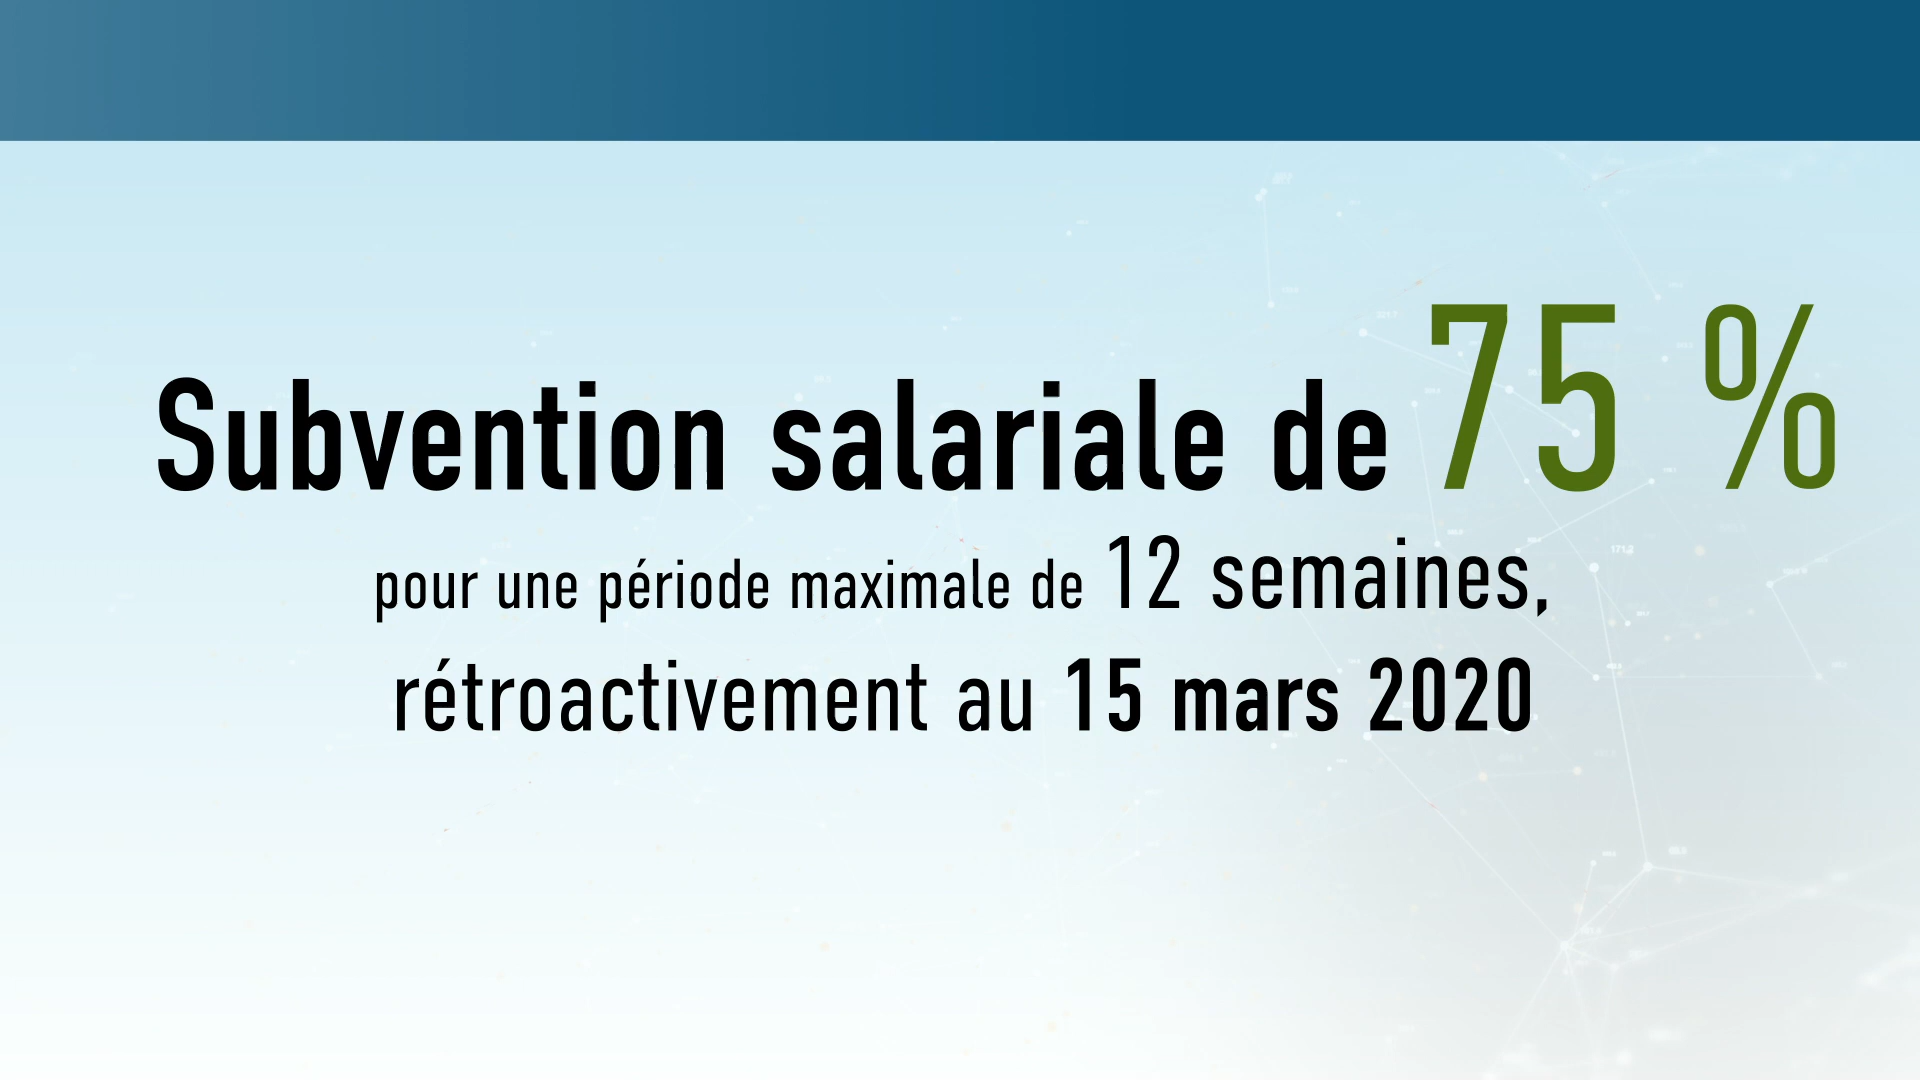 Subvention salariale de 75 %
pour une période maximale de 12 semaines,
rétroactivement au 15 mars 2020